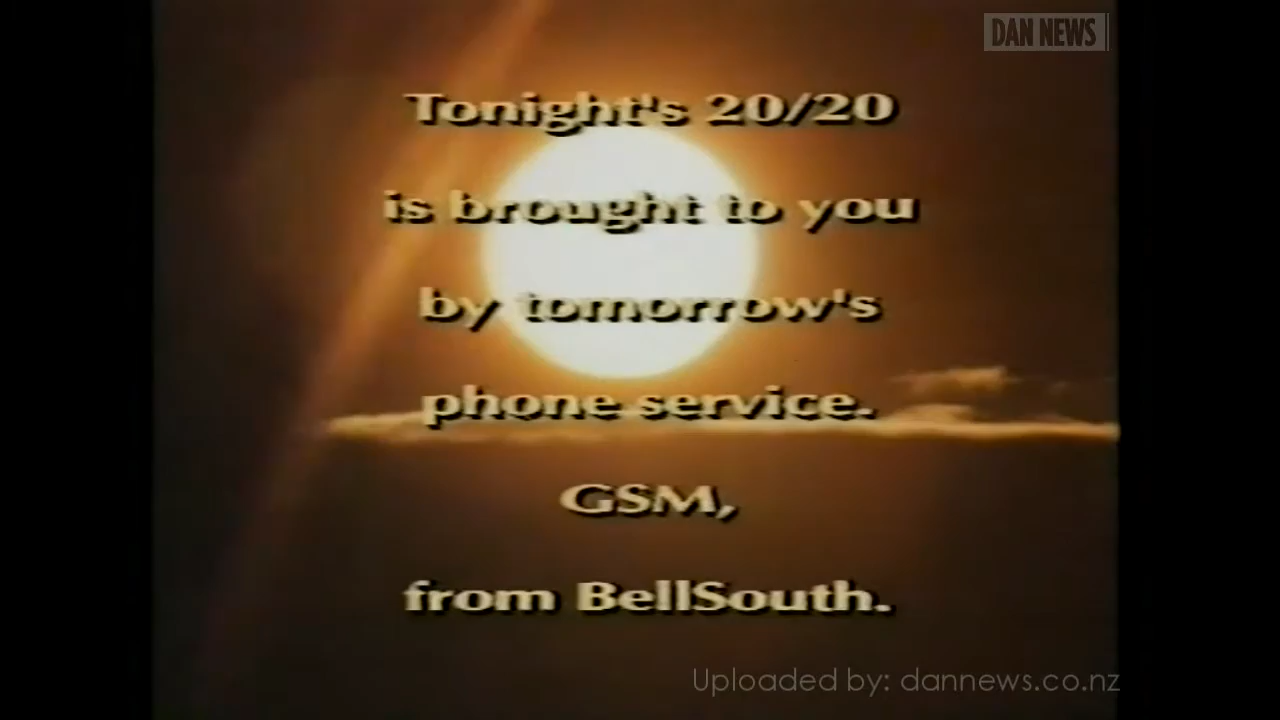 DAN NEWS
Tonight's 20/20
is brought to you
by tomorrow's
phone service.
GSM,
from BellSouth.
Uploaded by: dannews.co.nz